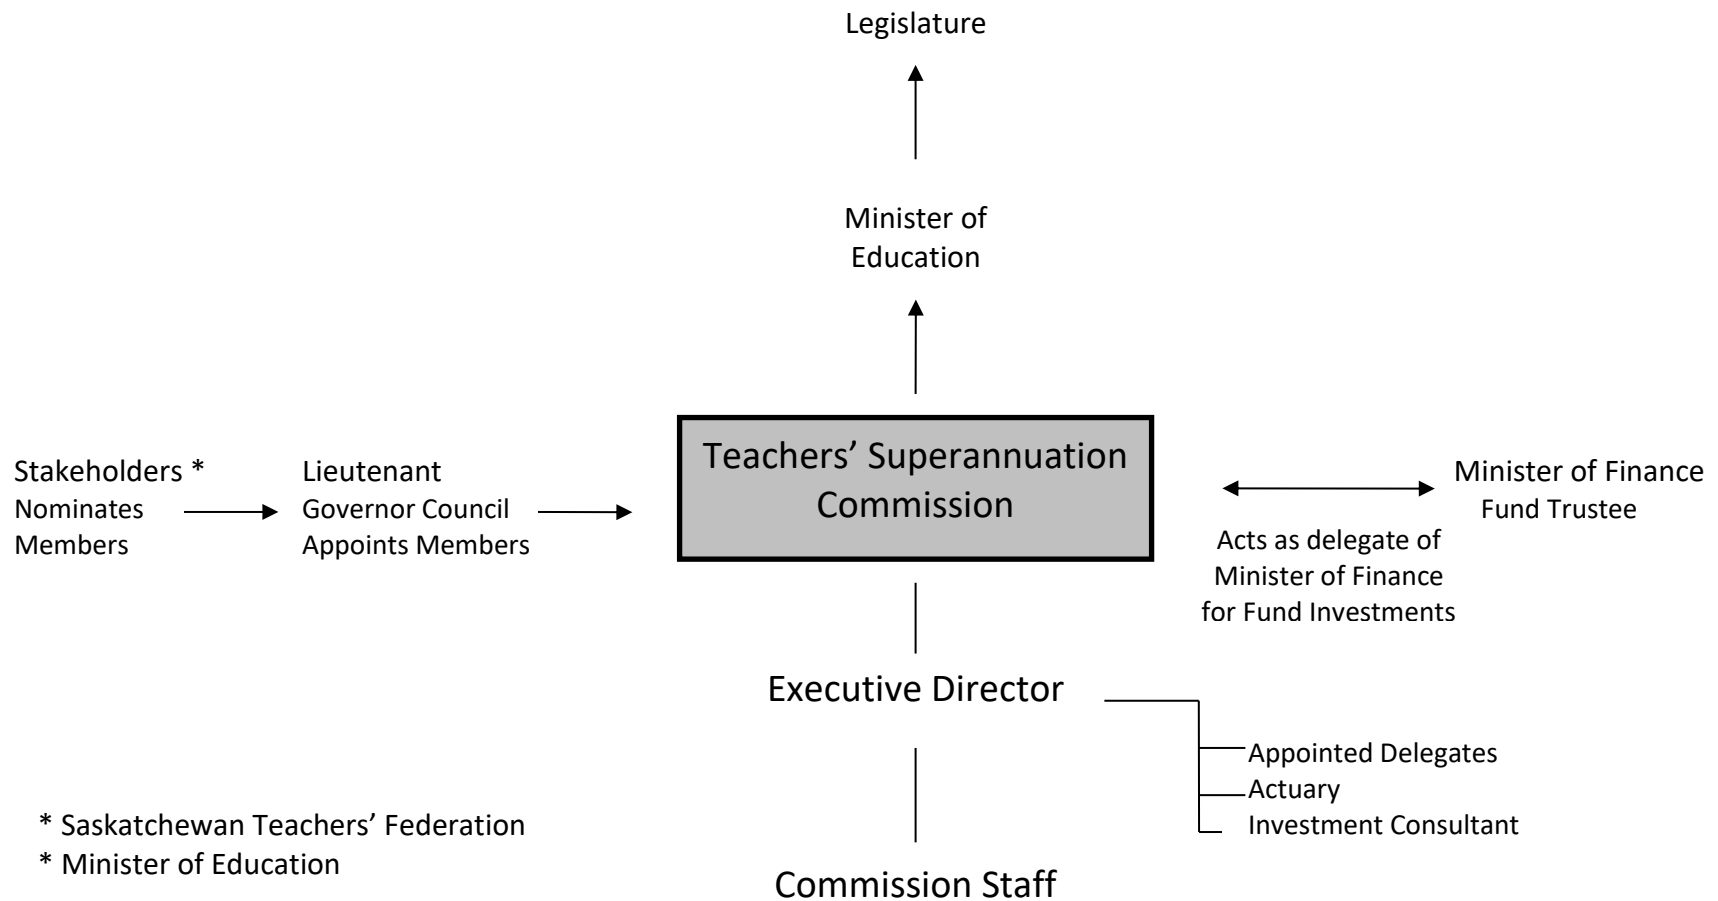 Legislature
Minister of
Education
Teachers’ Superannuation
Commission
Stakeholders *
Nominates
Members
Lieutenant
Governor Council
Appoints Members
Minister of Finance
Fund Trustee
Acts as delegate of
Minister of Finance
for Fund Investments
Executive Director
Appointed Delegates
Actuary
Investment Consultant
* Saskatchewan Teachers’ Federation
* Minister of Education
Commission Staff